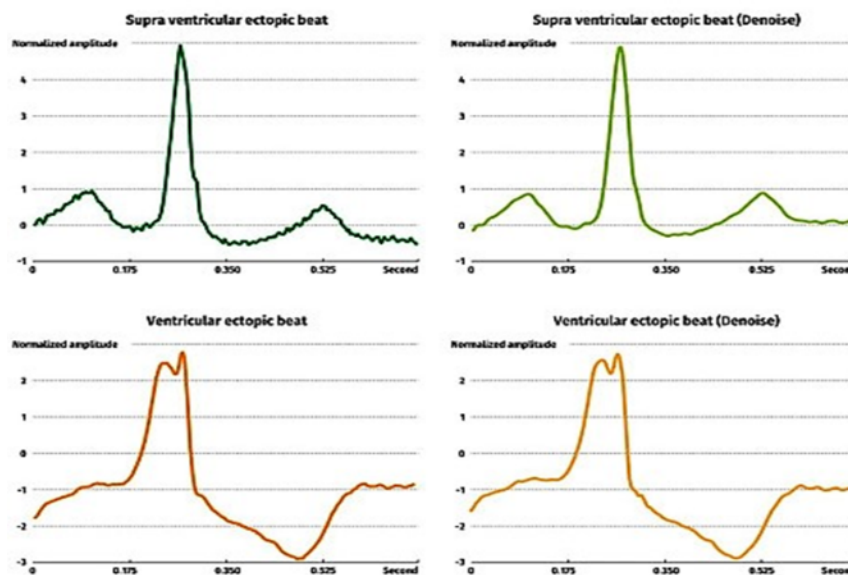 Supra ventricular ectopic beat
Normalized amplitude
4
3
2
1
0
-1
0 0.175 0.350 0.525 Second
Supra ventricular ectopic beat (Denoise)
Normalized amplitude
4
3
2
1
0
-1
0 0.175 0.350 0.525 Second
Ventricular ectopic beat
Normalized amplitude
2
1
0
-1
-2
-3
0 0.175 0.350 0.525 Second
Ventricular ectopic beat (Denoise)
Normalized amplitude
2
1
0
-1
-2
-3
0 0.175 0.350 0.525 Second